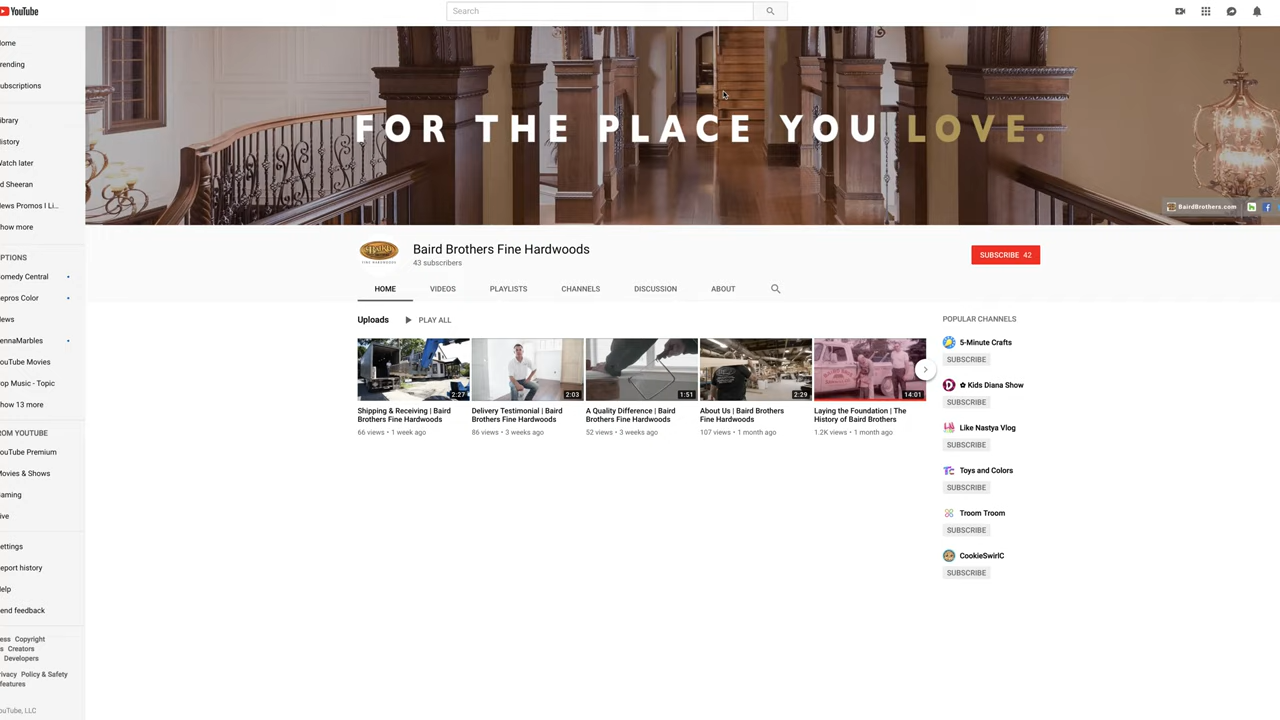 YouTube
Search
ome
rending
ubscriptions
ibrary
istory
atch later
d Sheeran
ews Promos I Li...
how more
PTIONS
omedy Central
epros Color
ews
ennaMarbles
ouTube Movies
op Music - Topic
how 13 more
ROM YOUTUBE
ouTube Premium
ovies & Shows
aming
ive
ettings
eport history
elp
end feedback
ess Copyright
s Creators
Developers
rivacy Policy & Safety
features
ouTube, LLC
FOR THE PLACE YOU LOVE.
BairdBrothers.com
Baird Brothers Fine Hardwoods
43 subscribers
SUBSCRIBE 42
HOME VIDEOS PLAYLISTS CHANNELS DISCUSSION ABOUT
Uploads PLAY ALL
2:27
Shipping & Receiving | Baird
Brothers Fine Hardwoods
66 views • 1 week ago
2:03
Delivery Testimonial | Baird
Brothers Fine Hardwoods
86 views • 3 weeks ago
1:51
A Quality Difference | Baird
Brothers Fine Hardwoods
52 views • 3 weeks ago
2:29
About Us | Baird Brothers
Fine Hardwoods
107 views • 1 month ago
14:01
Laying the Foundation | The
History of Baird Brothers
1.2K views • 1 month ago
POPULAR CHANNELS
5-Minute Crafts
SUBSCRIBE
✿ Kids Diana Show
SUBSCRIBE
Like Nastya Vlog
SUBSCRIBE
Toys and Colors
SUBSCRIBE
Troom Troom
SUBSCRIBE
CookieSwirlC
SUBSCRIBE